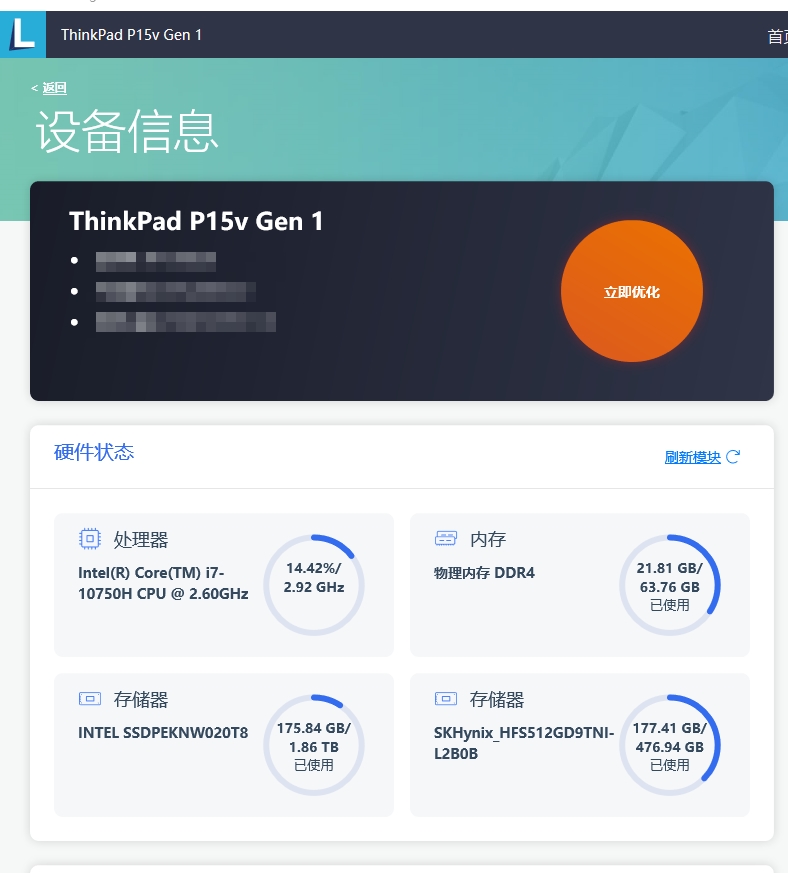 L
ThinkPad P15v Gen 1
首页
< 返回
设备信息
ThinkPad P15v Gen 1
立即优化
硬件状态
刷新模块
处理器
Intel(R) Core(TM) i7-
10750H CPU @ 2.60GHz
14.42%/
2.92 GHz
内存
物理内存 DDR4
21.81 GB/
63.76 GB
已使用
存储器
INTEL SSDPEKNW020T8
175.84 GB/
1.86 TB
已使用
存储器
SKHynix_HFS512GD9TNI-
L2B0B
177.41 GB/
476.94 GB
已使用